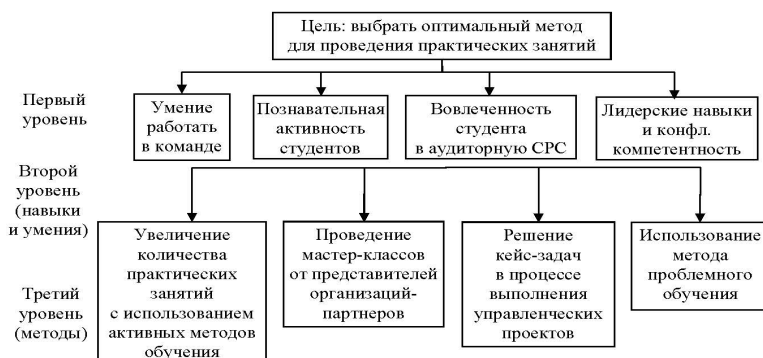 Цель: выбрать оптимальный метод
для проведения практических занятий
Первый
уровень
Умение
работать
в команде
Познавательная
активность
студентов
Вовлеченность
студента
в аудиторную СРС
Лидерские навыки
и конфл.
компетентность
Второй
уровень
(навыки
и умения)
Третий
уровень
(методы)
Увеличение
количества
практических
занятий
с использованием
активных методов
обучения
Проведение
мастер-классов
от представителей
организаций-
партнеров
Решение
кейс-задач
в процессе
выполнения
управленческих
проектов
Использование
метода
проблемного
обучения